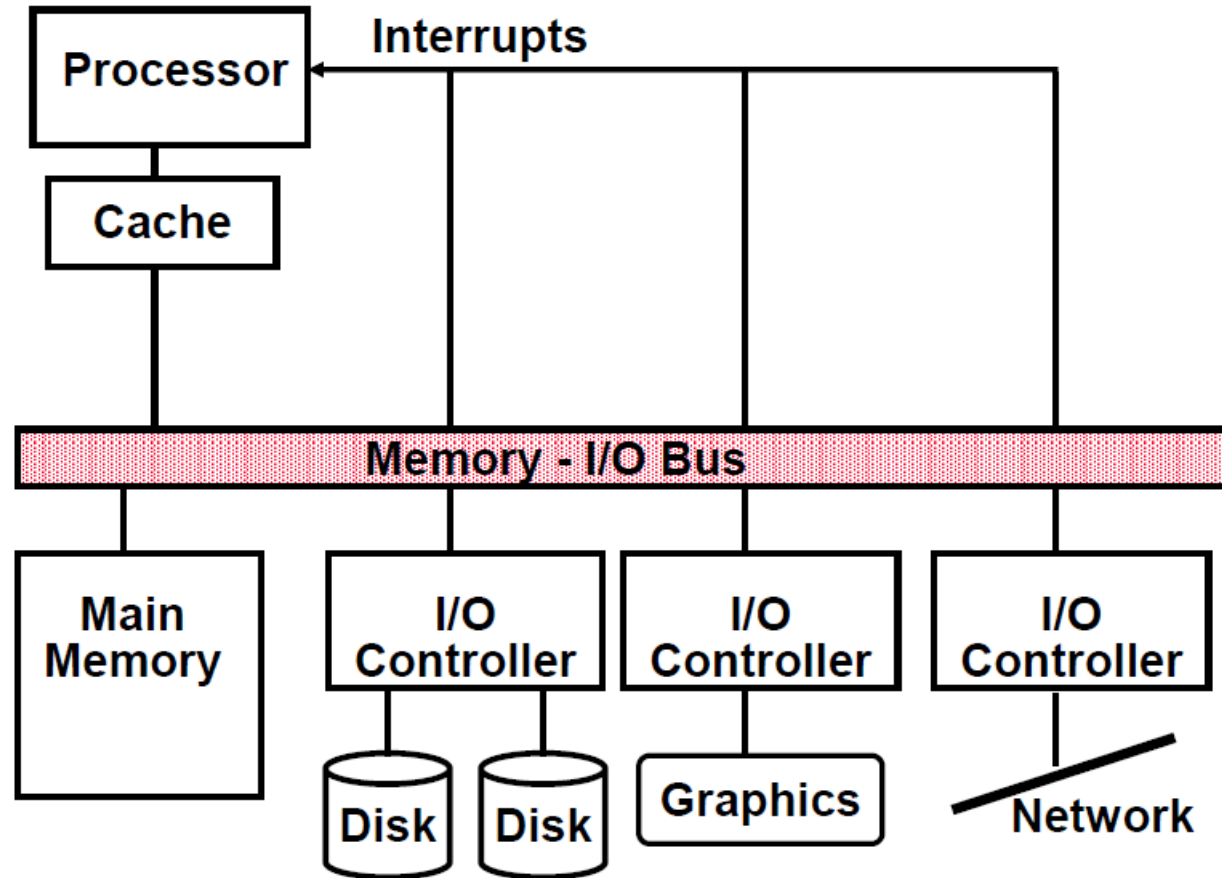 Interrupts
Processor
Cache
Memory - I/O Bus
Main
Memory
I/O
Controller
I/O
Controller
I/O
Controller
Disk
Disk
Graphics
Network